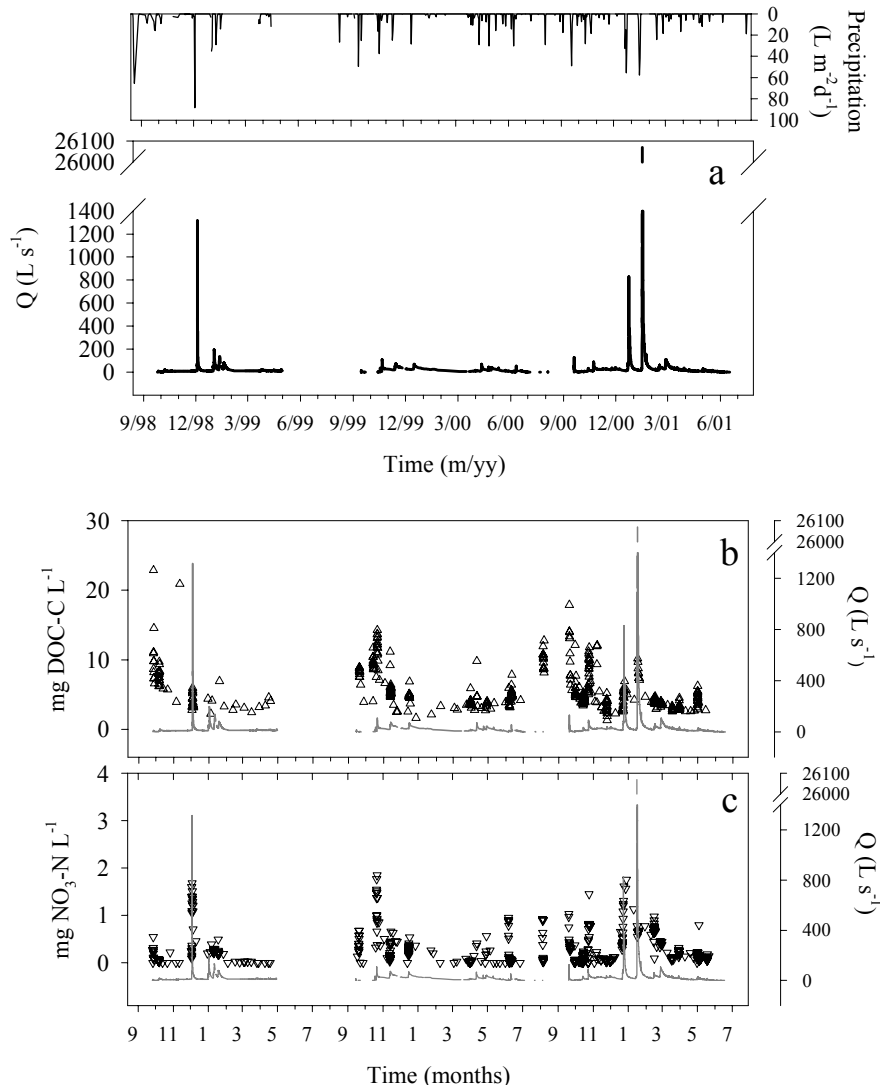 0
20
40
60
80
100
Precipitation
(L m⁻² d⁻¹)
26100
26000
1400
1200
1000
800
600
400
200
0
Q (L s⁻¹)
a
9/98 12/98 3/99 6/99 9/99 12/99 3/00 6/00 9/00 12/00 3/01 6/01
Time (m/yy)
30
20
10
0
mg DOC-C L⁻¹
b
26100
26000
1200
800
400
0
Q (L s⁻¹)
4
3
2
1
0
mg NO₃-N L⁻¹
c
26100
26000
1200
800
400
0
Q (L s⁻¹)
9 11 1 3 5 7 9 11 1 3 5 7 9 11 1 3 5 7
Time (months)